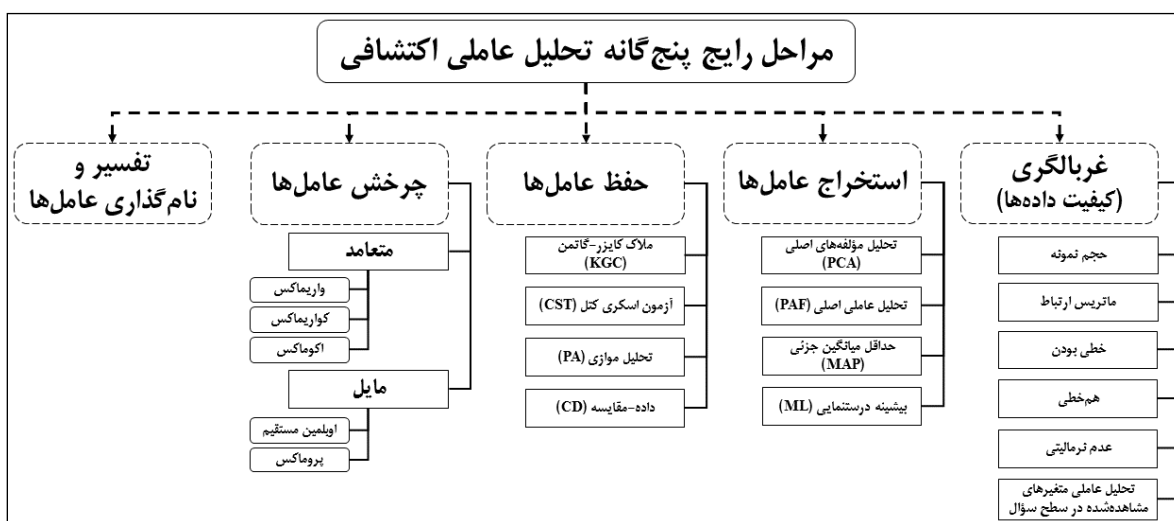 مراحل رایج پنج‌گانه تحلیل عاملی اکتشافی
غربالگری
(کیفیت داده‌ها)
حجم نمونه
ماتریس ارتباط
خطی بودن
هم‌خطی
عدم نرمالیتی
تحلیل عاملی متغیرهای
مشاهده‌شده در سطح سؤال
استخراج عامل‌ها
تحلیل مؤلفه‌های اصلی
(PCA)
تحلیل عاملی اصلی (PAF)
حداقل میانگین جزئی
(MAP)
بیشینه درستنمایی (ML)
حفظ عامل‌ها
ملاک کایزر-گاتمن
(KGC)
آزمون اسکری کتل (CST)
تحلیل موازی (PA)
داده-مقایسه (CD)
چرخش عامل‌ها
متعامد
واریماکس
کواریماکس
اکوماکس
مایل
اوبلمین مستقیم
پروماکس
تفسیر و
نام‌گذاری عامل‌ها